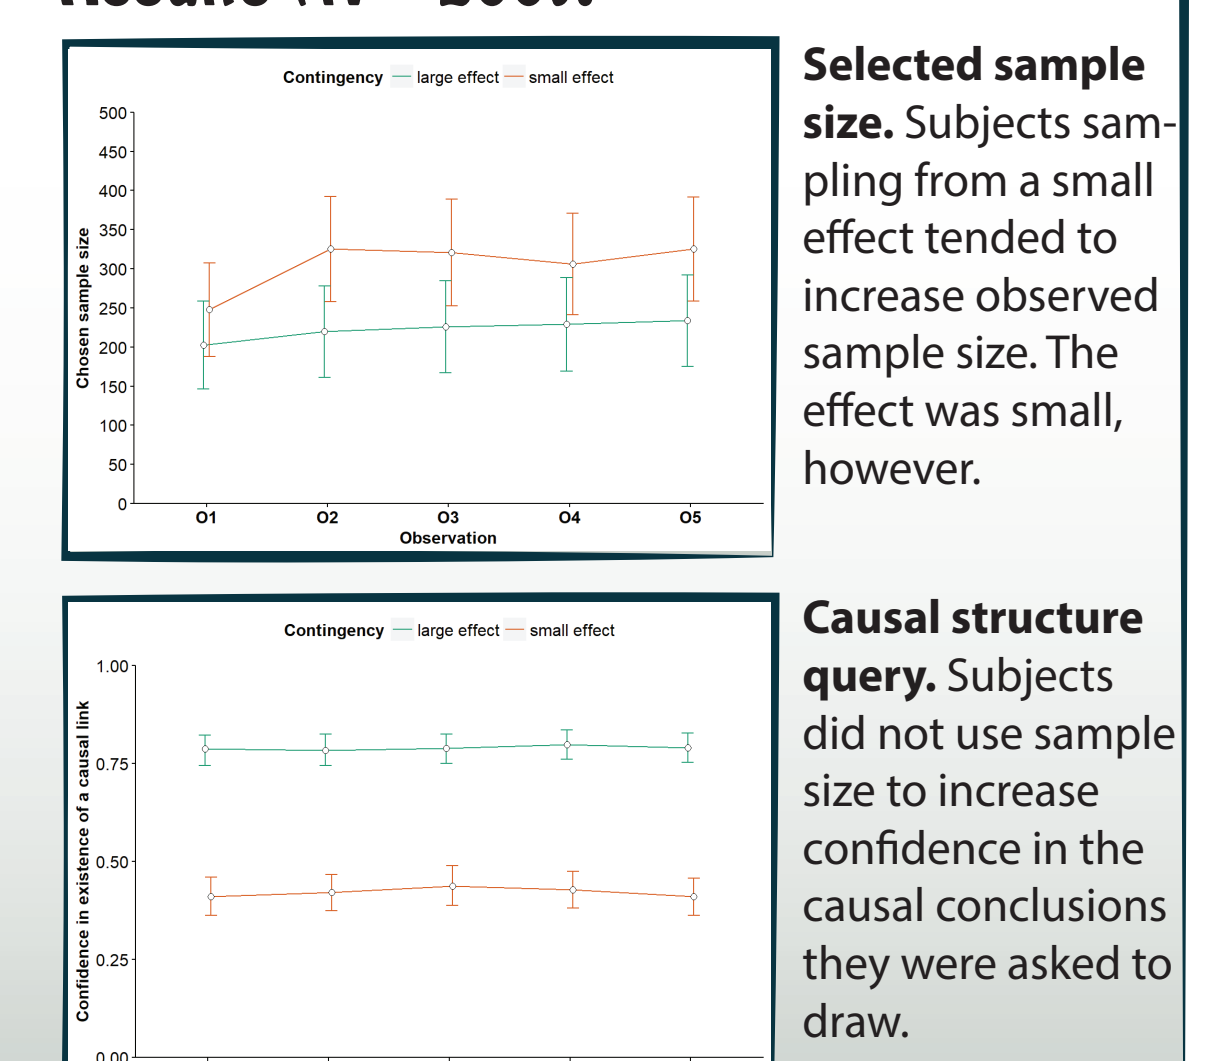 Contingency large effect small effect
500
450
400
350
300
250
200
150
100
50
0
Chosen sample size
O1 O2 O3 O4 O5
Observation
Selected sample
size. Subjects sam-
pling from a small
effect tended to
increase observed
sample size. The
effect was small,
however.
Contingency large effect small effect
1.00
0.75
0.50
0.25
0.00
Confidence in existence of a causal link
Causal structure
query. Subjects
did not use sample
size to increase
confidence in the
causal conclusions
they were asked to
draw.